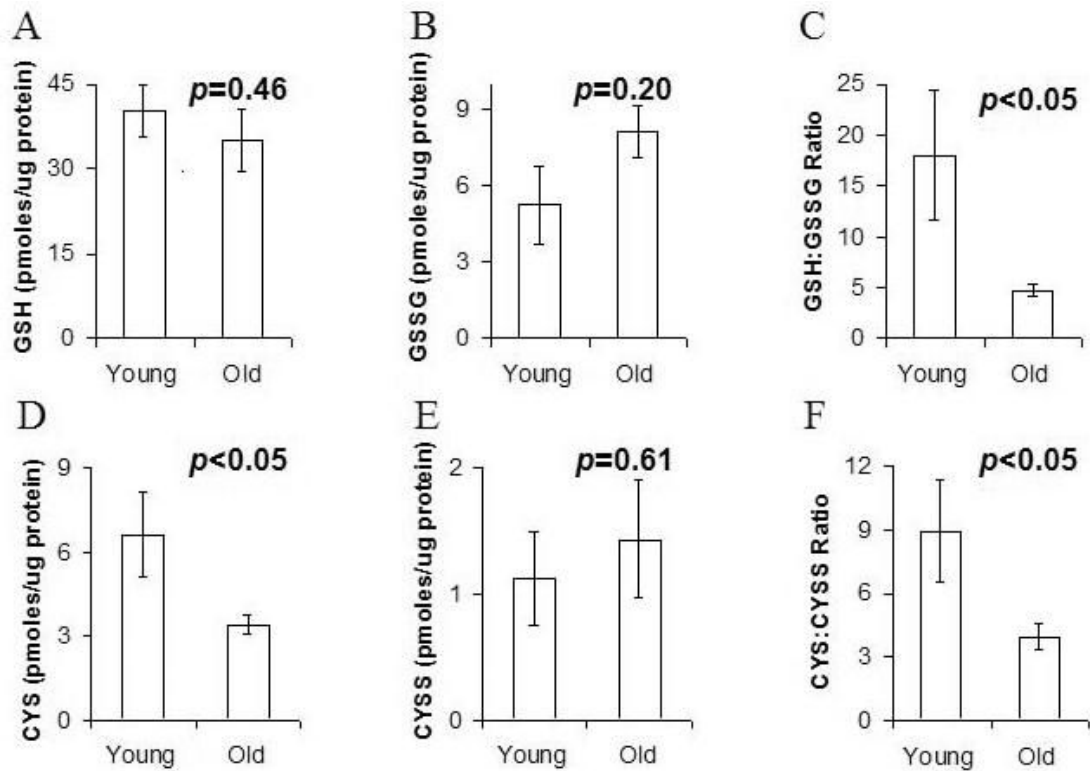 A
GSH (pmoles/ug protein)
45
30
15
0
p=0.46
Young Old
B
GSSG (pmoles/ug protein)
9
6
3
0
p=0.20
Young Old
C
GSH:GSSG Ratio
25
20
15
10
5
0
p<0.05
Young Old
D
CYS (pmoles/ug protein)
9
6
3
0
p<0.05
Young Old
E
CYSS (pmoles/ug protein)
2
1
0
p=0.61
Young Old
F
CYS:CYSS Ratio
12
9
6
3
0
p<0.05
Young Old